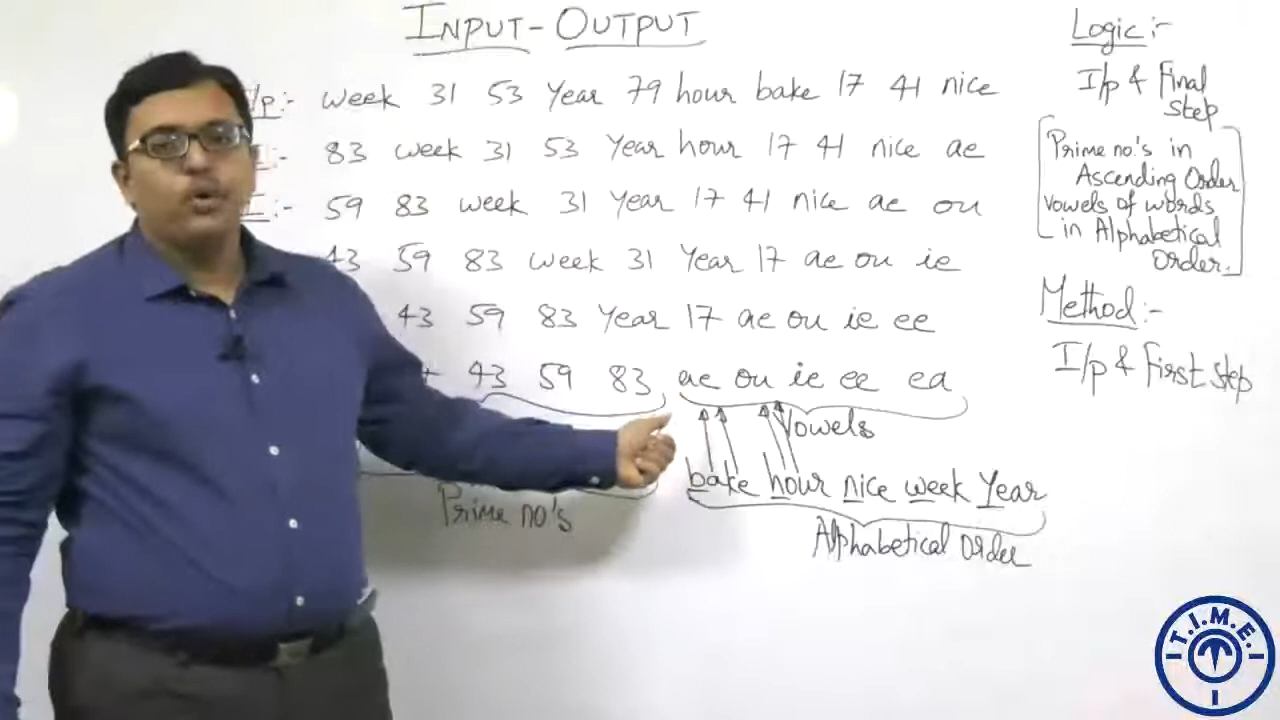 INPUT-OUTPUT
I/p:- week 31 53 Year 79 hour bake 17 41 nice
I:- 83 week 31 53 Year hour 17 41 nice ae
I:- 59 83 week 31 Year 17 41 nice ae ou
43 59 83 week 31 Year 17 ae ou ie
43 59 83 Year 17 ae ou ie ee
43 59 83 ae ou ie ee ea
Vowels
bake hour nice week Year
Prime no's
Alphabetical Order
Logic:-
I/p & Final
Step
Prime no.'s in
Ascending Order
Vowels of words
in Alphabetical
Order.
Method:-
I/p & First Step
T.I.M.E.